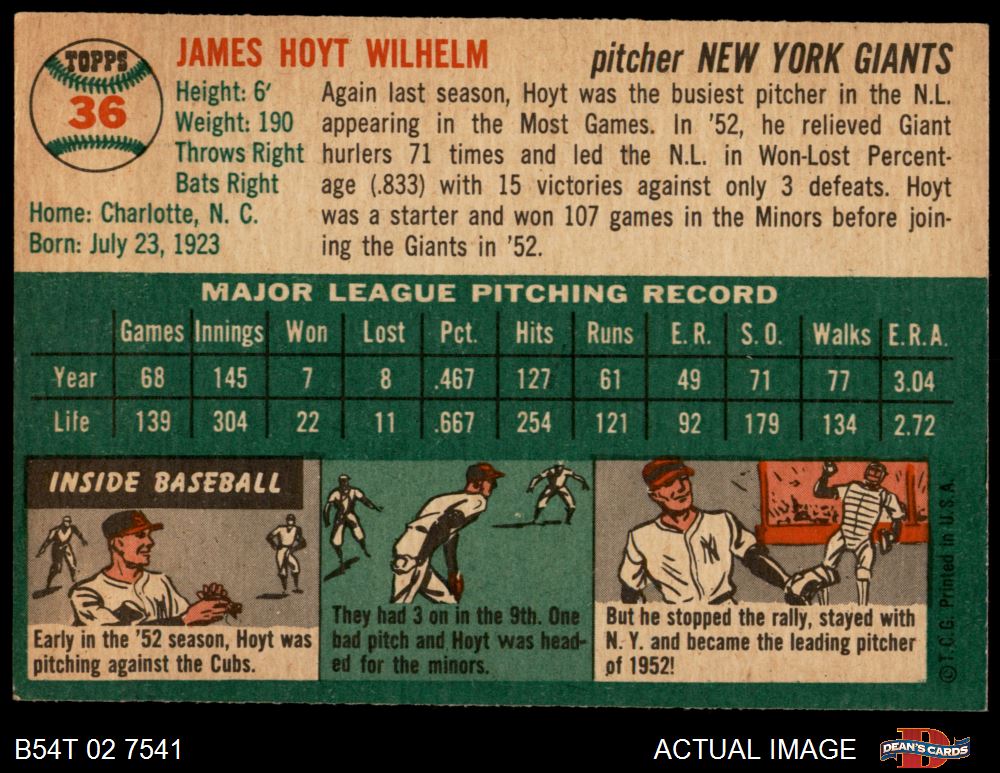 TOPPS
36
JAMES HOYT WILHELM
pitcher NEW YORK GIANTS
Height: 6'
Weight: 190
Throws Right
Bats Right
Home: Charlotte, N. C.
Born: July 23, 1923
Again last season, Hoyt was the busiest pitcher in the N.L.
appearing in the Most Games. In '52, he relieved Giant
hurlers 71 times and led the N.L. in Won-Lost Percent-
age (.833) with 15 victories against only 3 defeats. Hoyt
was a starter and won 107 games in the Minors before join-
ing the Giants in '52.
MAJOR LEAGUE PITCHING RECORD
Games Innings Won Lost Pct. Hits Runs E. R. S. O. Walks E.R.A.
Year 68 145 7 8 .467 127 61 49 71 77 3.04
Life 139 304 22 11 .667 254 121 92 179 134 2.72
INSIDE BASEBALL
Early in the '52 season, Hoyt was
pitching against the Cubs.
They had 3 on in the 9th. One
bad pitch and Hoyt was head-
ed for the minors.
NY
But he stopped the rally, stayed with
N. Y. and became the leading pitcher
of 1952!
© T. C. G. Printed in U. S. A.
B54T 02 7541
ACTUAL IMAGE
DEAN'S CARDS